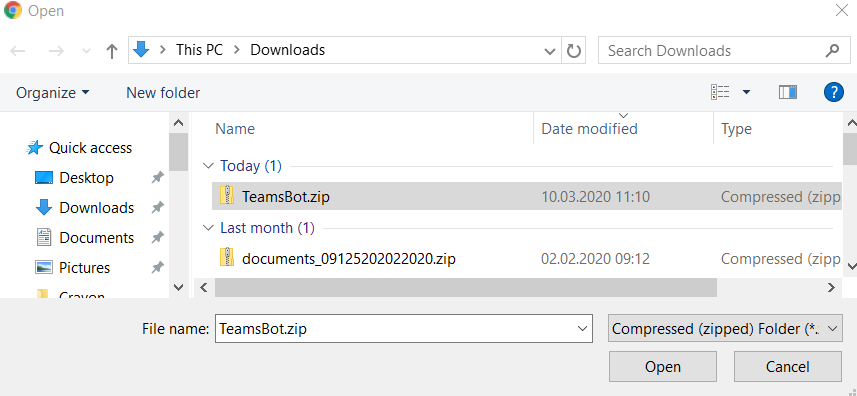 Open
This PC > Downloads
Search Downloads
Organize
New folder
?
Name
Date modified
Type
Quick access
Desktop
Downloads
Documents
Pictures
Crayon
Today (1)
TeamsBot.zip 10.03.2020 11:10 Compressed (zipp
Last month (1)
documents_09125202022020.zip 02.02.2020 09:12 Compressed (zipp
File name: TeamsBot.zip
Compressed (zipped) Folder (*.
Open
Cancel